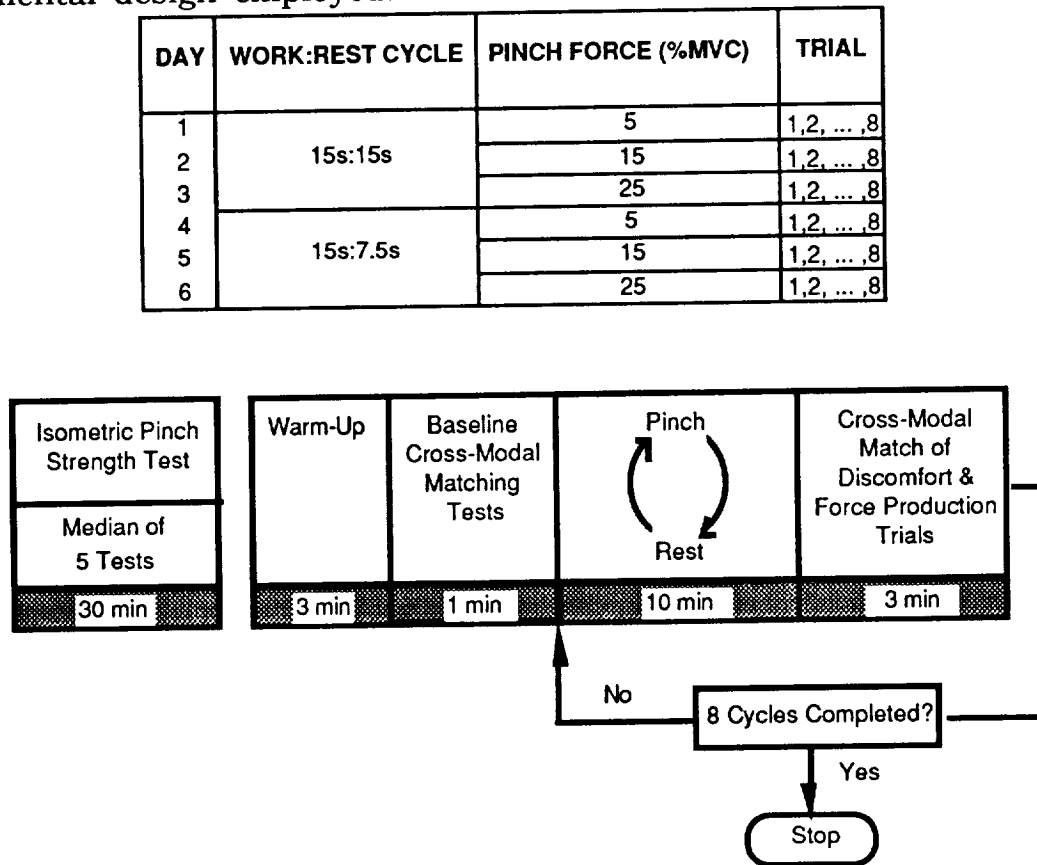 mental design employed.
DAY WORK:REST CYCLE PINCH FORCE (%MVC) TRIAL
1 15s:15s 5 1,2, ... ,8
2 15 1,2, ... ,8
3 25 1,2, ... ,8
4 15s:7.5s 5 1,2, ... ,8
5 15 1,2, ... ,8
6 25 1,2, ... ,8
Isometric Pinch
Strength Test
Median of
5 Tests
30 min
Warm-Up
3 min
Baseline
Cross-Modal
Matching
Tests
1 min
Pinch
Rest
10 min
Cross-Modal
Match of
Discomfort &
Force Production
Trials
3 min
No
8 Cycles Completed?
Yes
Stop